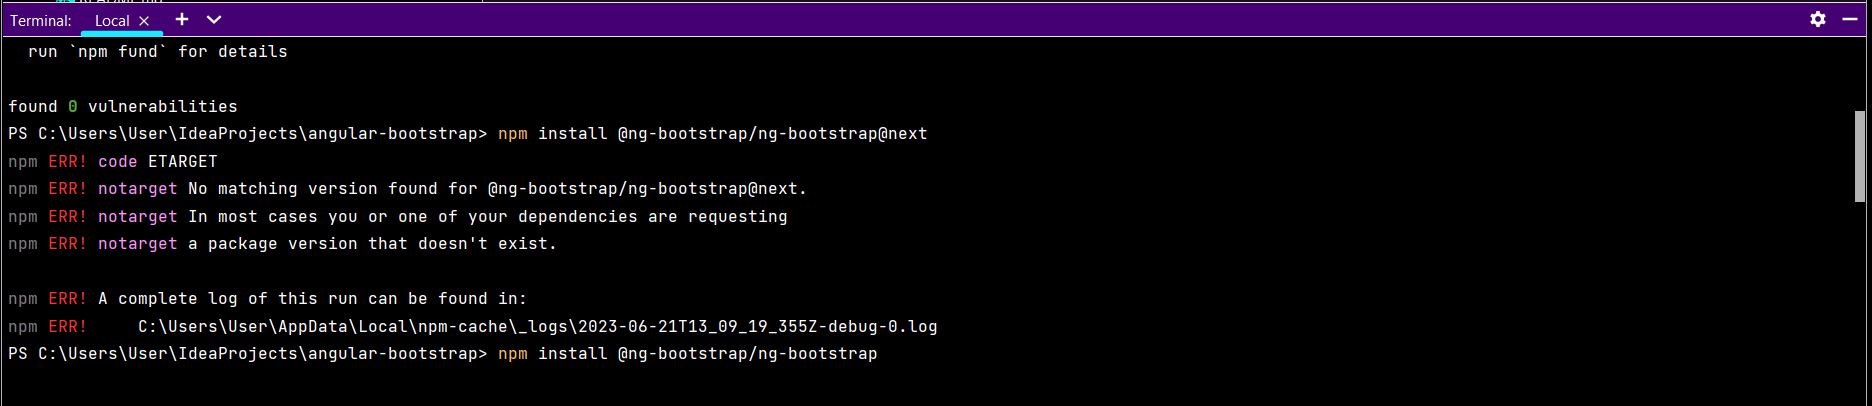 Terminal: Local
run `npm fund` for details
found 0 vulnerabilities
PS C:\Users\User\IdeaProjects\angular-bootstrap> npm install @ng-bootstrap/ng-bootstrap@next
npm ERR! code ETARGET
npm ERR! notarget No matching version found for @ng-bootstrap/ng-bootstrap@next.
npm ERR! notarget In most cases you or one of your dependencies are requesting
npm ERR! notarget a package version that doesn't exist.
npm ERR! A complete log of this run can be found in:
npm ERR!     C:\Users\User\AppData\Local\npm-cache\_logs\2023-06-21T13_09_19_355Z-debug-0.log
PS C:\Users\User\IdeaProjects\angular-bootstrap> npm install @ng-bootstrap/ng-bootstrap